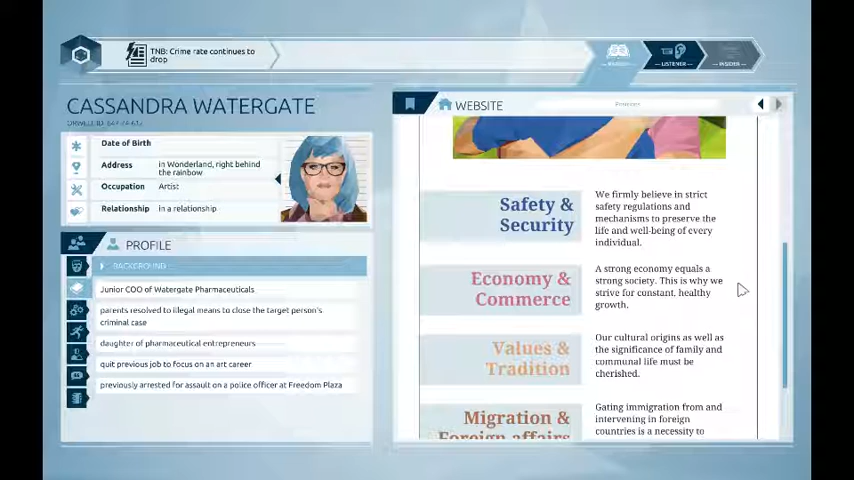 TNB: Crime rate continues to
drop
LISTENER
INSIDER
CASSANDRA WATERGATE
Date of Birth
Address in Wonderland, right behind
the rainbow
Occupation Artist
Relationship in a relationship
PROFILE
BACKGROUND
Junior COO of Watergate Pharmaceuticals
parents resolved to illegal means to close the target person's
criminal case
daughter of pharmaceutical entrepreneurs
quit previous job to focus on an art career
previously arrested for assault on a police officer at Freedom Plaza
WEBSITE
Safety &
Security
We firmly believe in strict
safety regulations and
mechanisms to preserve the
life and well-being of every
individual.
Economy &
Commerce
A strong economy equals a
strong society. This is why we
strive for constant, healthy
growth.
Values &
Tradition
Our cultural origins as well as
the significance of family and
communal life must be
cherished.
Migration &
Foreign affairs
Gating immigration from and
intervening in foreign
countries is a necessity to